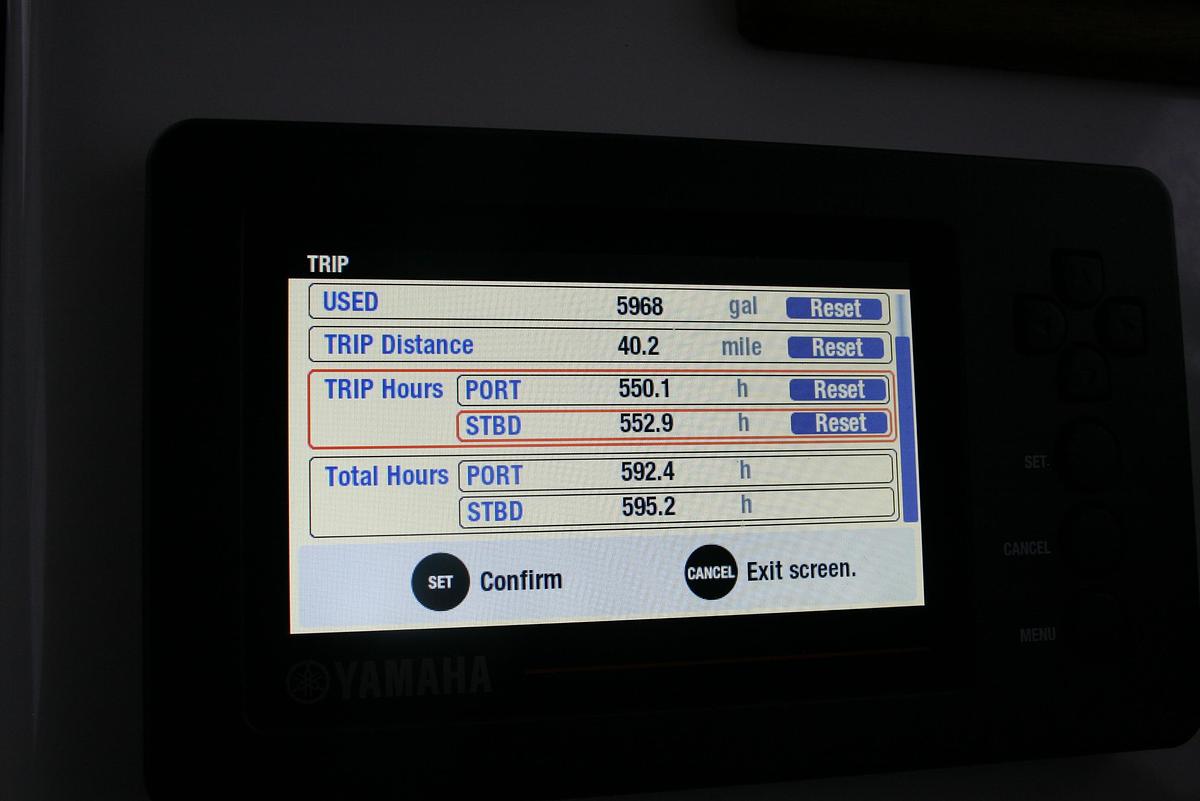 TRIP
USED 5968 gal Reset
TRIP Distance 40.2 mile Reset
TRIP Hours PORT 550.1 h Reset
STBD 552.9 h Reset
Total Hours PORT 592.4 h
STBD 595.2 h
SET Confirm CANCEL Exit screen.
YAMAHA
SET
CANCEL
MENU